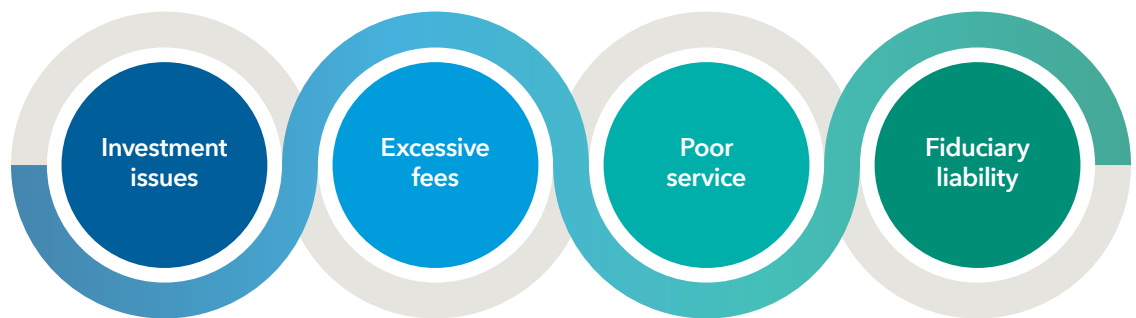 Investment
issues
Excessive
fees
Poor
service
Fiduciary
liability